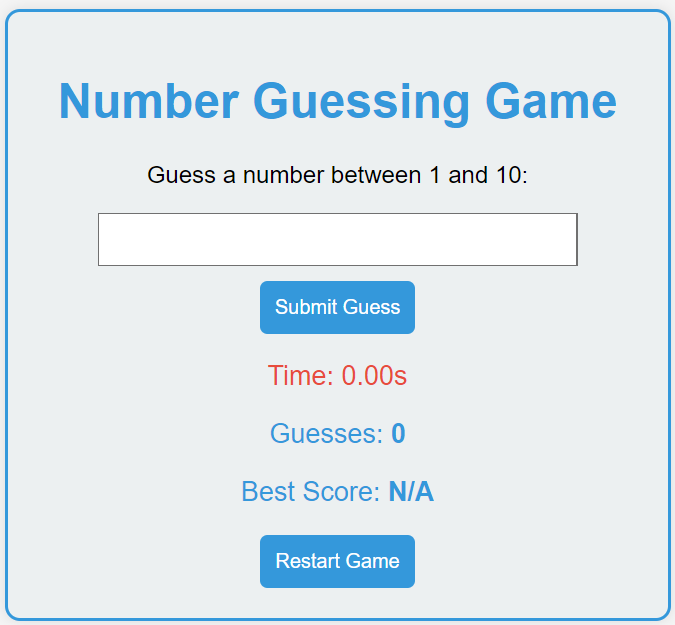 Number Guessing Game
Guess a number between 1 and 10:
Submit Guess
Time: 0.00s
Guesses: 0
Best Score: N/A
Restart Game